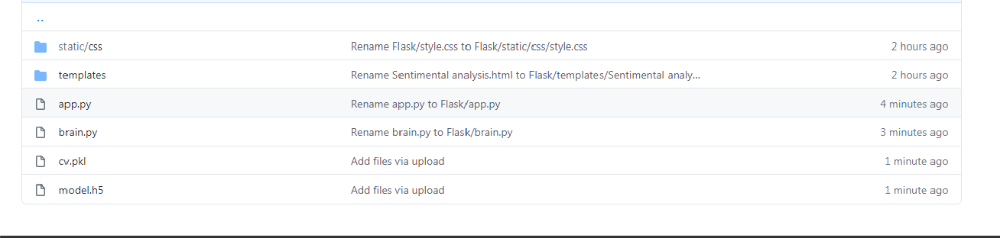 ..
static/css Rename Flask/style.css to Flask/static/css/style.css 2 hours ago
templates Rename Sentimental analysis.html to Flask/templates/Sentimental analy... 2 hours ago
app.py Rename app.py to Flask/app.py 4 minutes ago
brain.py Rename brain.py to Flask/brain.py 3 minutes ago
cv.pkl Add files via upload 1 minute ago
model.h5 Add files via upload 1 minute ago